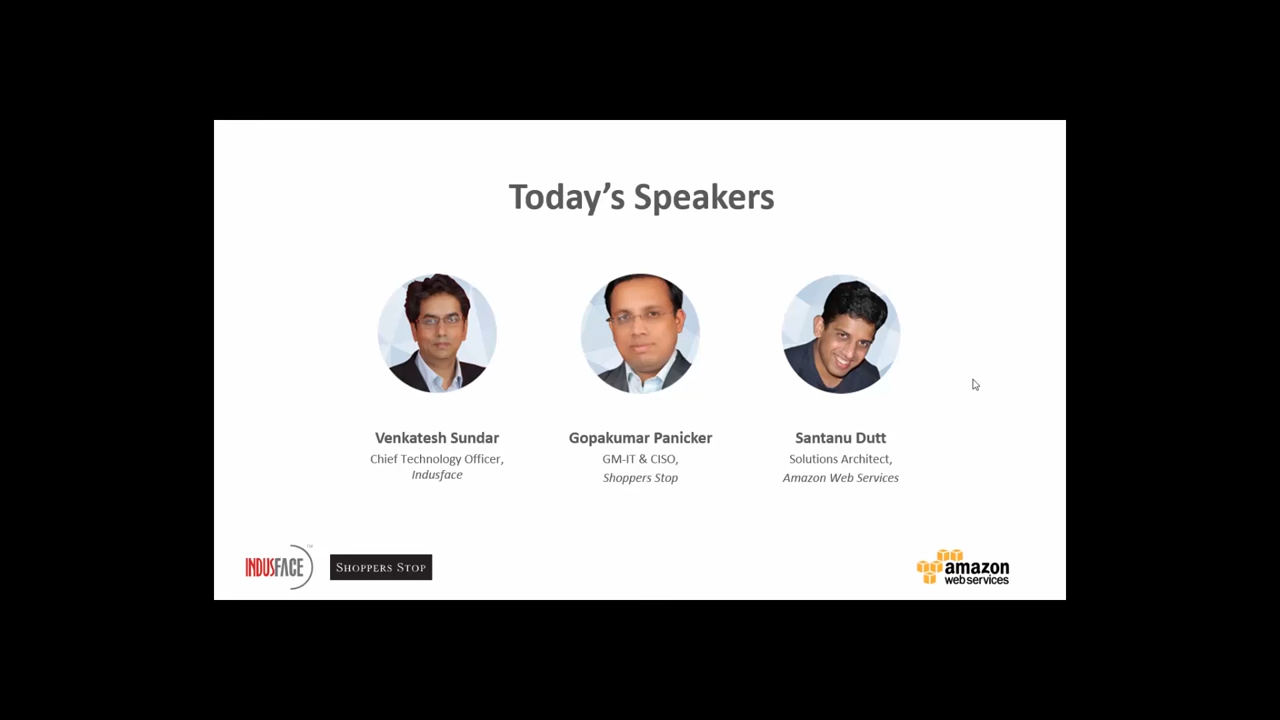 Today's Speakers
Venkatesh Sundar
Chief Technology Officer,
Indusface
Gopakumar Panicker
GM-IT & CISO,
Shoppers Stop
Santanu Dutt
Solutions Architect,
Amazon Web Services
INDUSFACE
TM
SHOPPERS STOP
amazon
web services